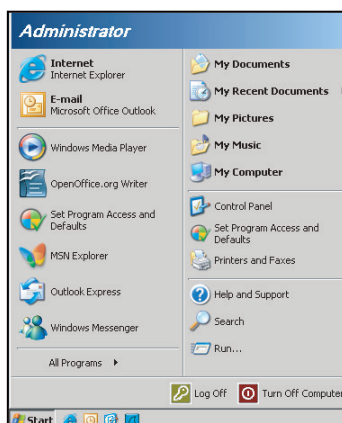 Administrator
Internet
Internet Explorer
E-mail
Microsoft Office Outlook
Windows Media Player
OpenOffice.org Writer
Set Program Access and
Defaults
MSN Explorer
Outlook Express
Windows Messenger
All Programs
My Documents
My Recent Documents
My Pictures
My Music
My Computer
Control Panel
Set Program Access and
Defaults
Printers and Faxes
Help and Support
Search
Run...
Log Off
Turn Off Computer
Start